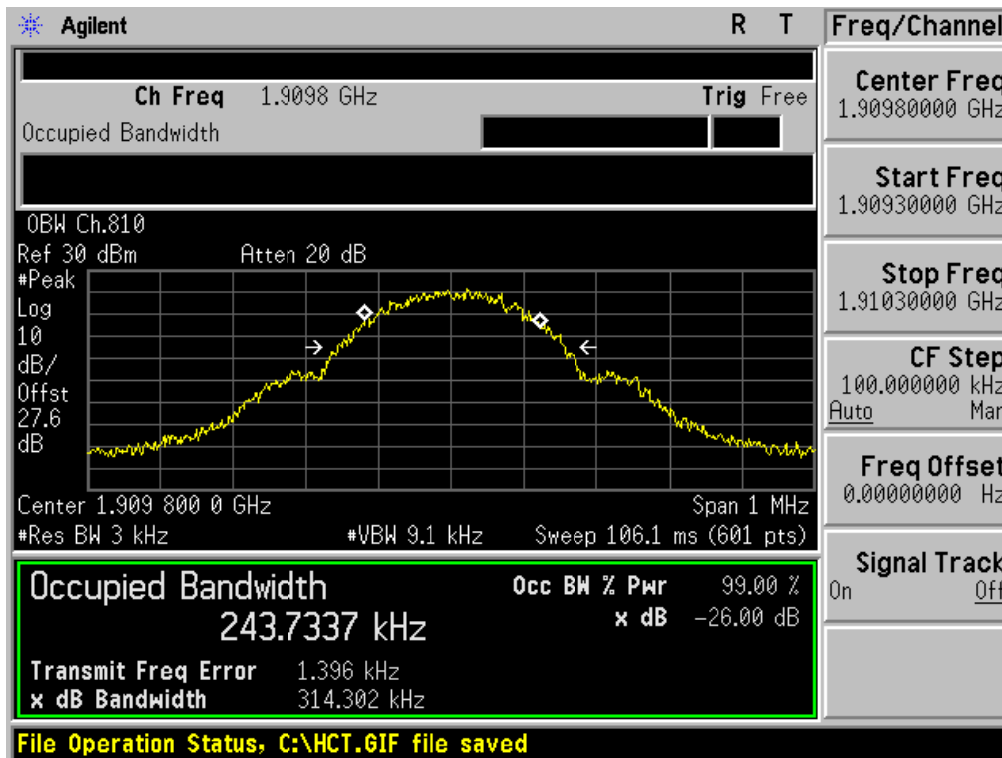 Agilent R T
Ch Freq 1.9098 GHz Trig Free
Occupied Bandwidth
OBW Ch.810
Ref 30 dBm Atten 20 dB
#Peak
Log
10
dB/
Offst
27.6
dB
Center 1.909 800 0 GHz Span 1 MHz
#Res BW 3 kHz #VBW 9.1 kHz Sweep 106.1 ms (601 pts)
Occupied Bandwidth Occ BW % Pwr 99.00 %
243.7337 kHz x dB -26.00 dB
Transmit Freq Error 1.396 kHz
x dB Bandwidth 314.302 kHz
File Operation Status, C:\HCT.GIF file saved
Freq/Channel
Center Freq
1.90980000 GHz
Start Freq
1.90930000 GHz
Stop Freq
1.91030000 GHz
CF Step
100.000000 kHz
Auto Man
Freq Offset
0.00000000 Hz
Signal Track
On Off